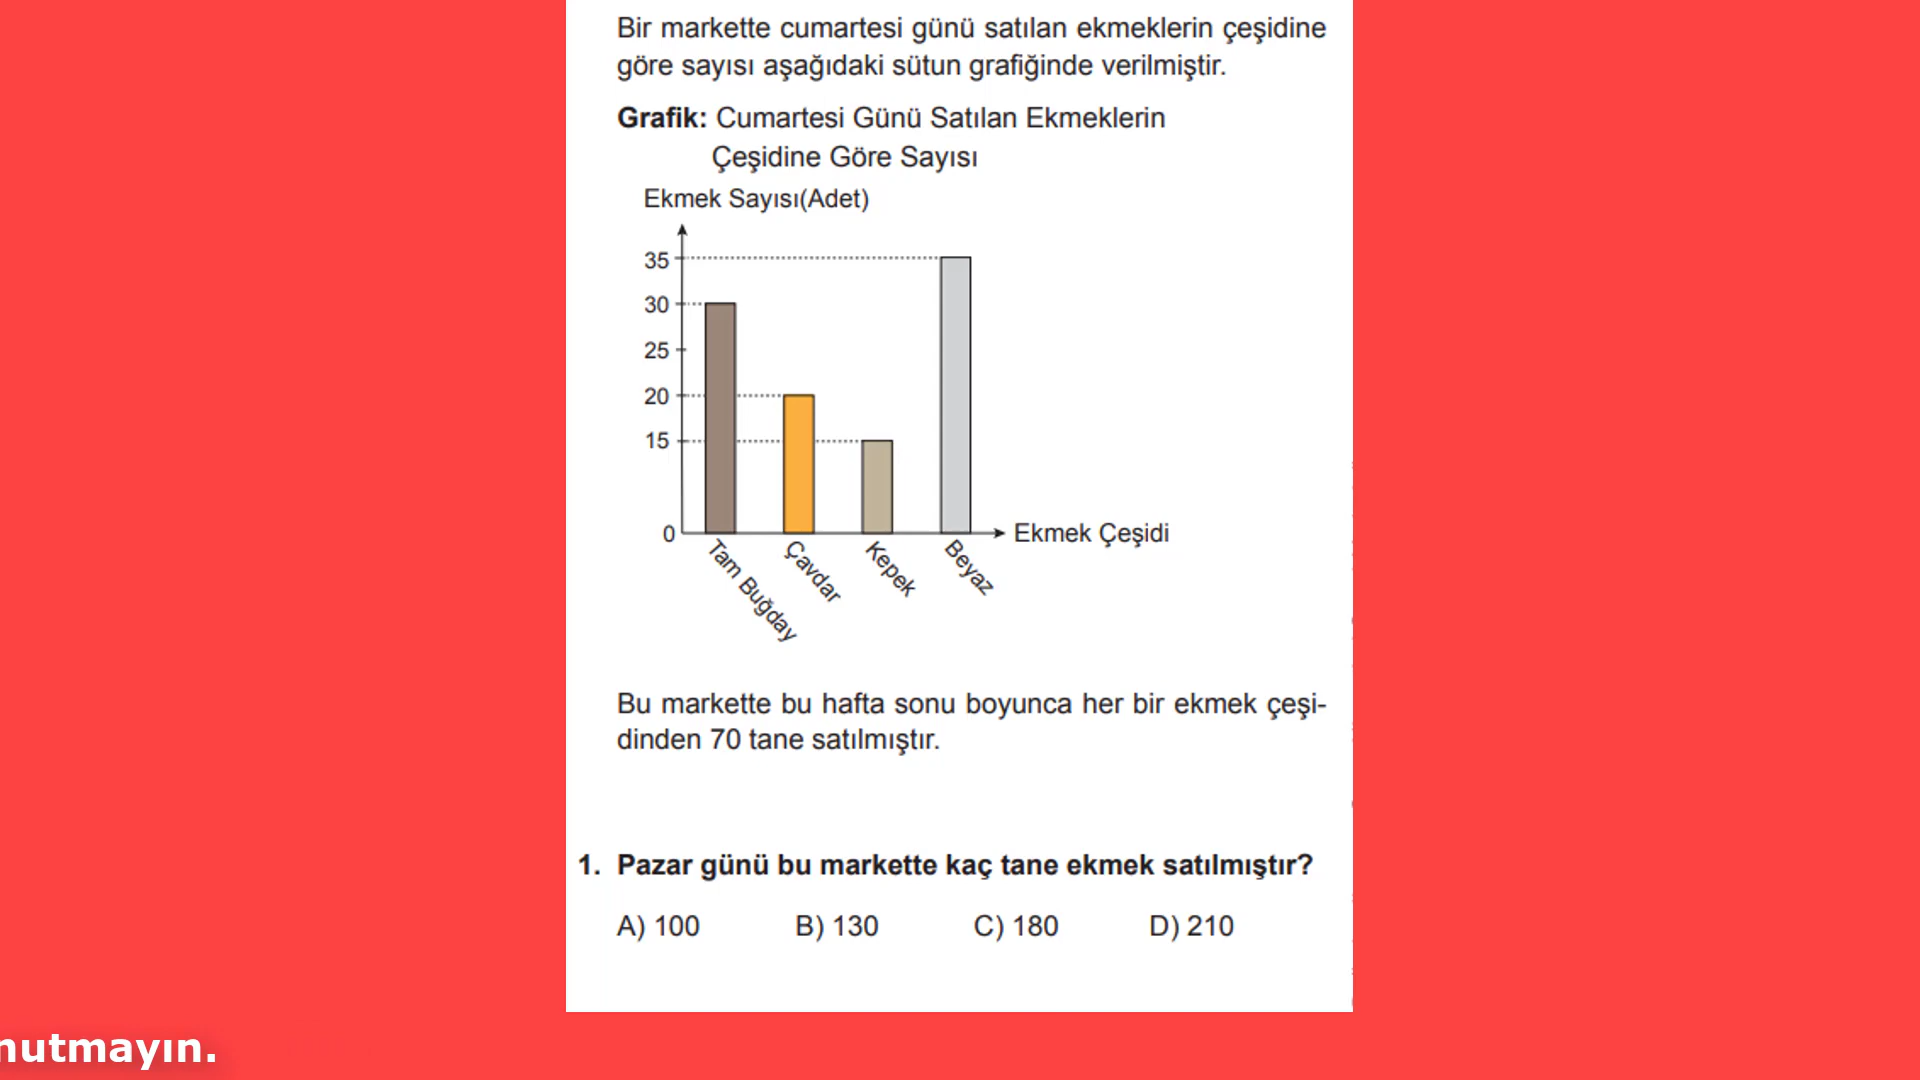 Bir markette cumartesi günü satılan ekmeklerin çeşidine
göre sayısı aşağıdaki sütun grafiğinde verilmiştir.
Grafik: Cumartesi Günü Satılan Ekmeklerin
Çeşidine Göre Sayısı
Ekmek Sayısı(Adet)
35
30
25
20
15
0
Ekmek Çeşidi
Tam Buğday
Çavdar
Kepek
Beyaz
Bu markette bu hafta sonu boyunca her bir ekmek çeşi-
dinden 70 tane satılmıştır.
1. Pazar günü bu markette kaç tane ekmek satılmıştır?
A) 100 B) 130 C) 180 D) 210
nutmayın.